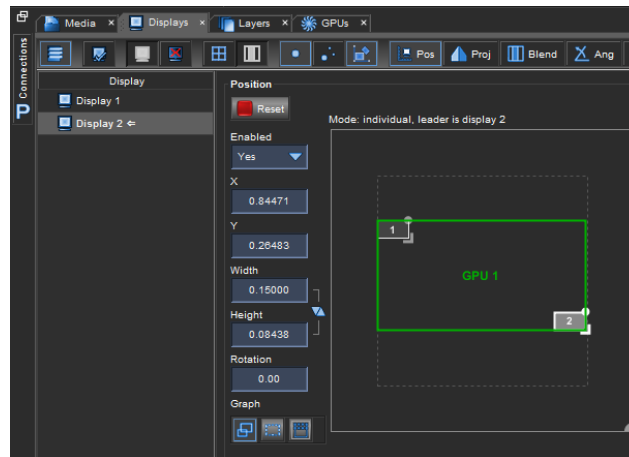 Media × Displays × Layers × GPUs ×
Connections
P
Pos Proj Blend Ang
Display
Display 1
Display 2 ⇐
Position
Reset
Enabled
Yes
X
0.84471
Y
0.26483
Width
0.15000
Height
0.08438
Rotation
0.00
Graph
Mode: individual, leader is display 2
1
GPU 1
2